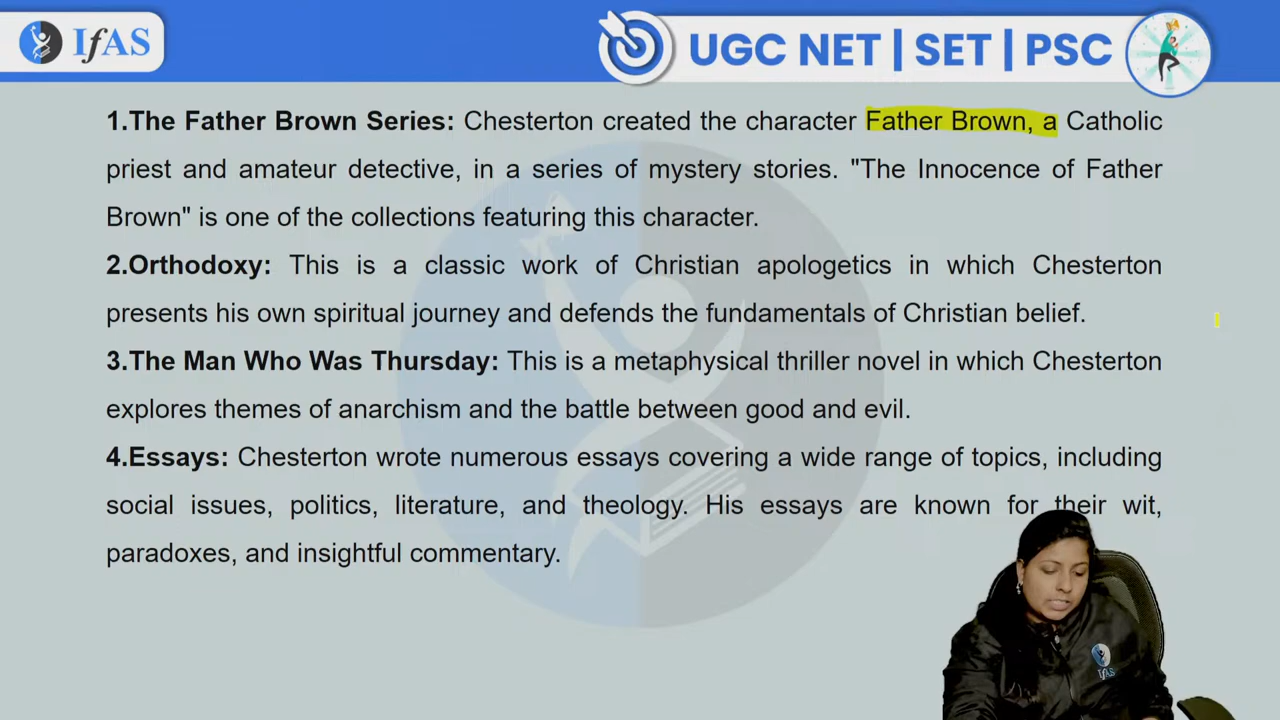 IfAS
UGC NET | SET | PSC
1.The Father Brown Series: Chesterton created the character Father Brown, a Catholic
priest and amateur detective, in a series of mystery stories. "The Innocence of Father
Brown" is one of the collections featuring this character.
2.Orthodoxy: This is a classic work of Christian apologetics in which Chesterton
presents his own spiritual journey and defends the fundamentals of Christian belief.
3.The Man Who Was Thursday: This is a metaphysical thriller novel in which Chesterton
explores themes of anarchism and the battle between good and evil.
4.Essays: Chesterton wrote numerous essays covering a wide range of topics, including
social issues, politics, literature, and theology. His essays are known for their wit,
paradoxes, and insightful commentary.
IfAS